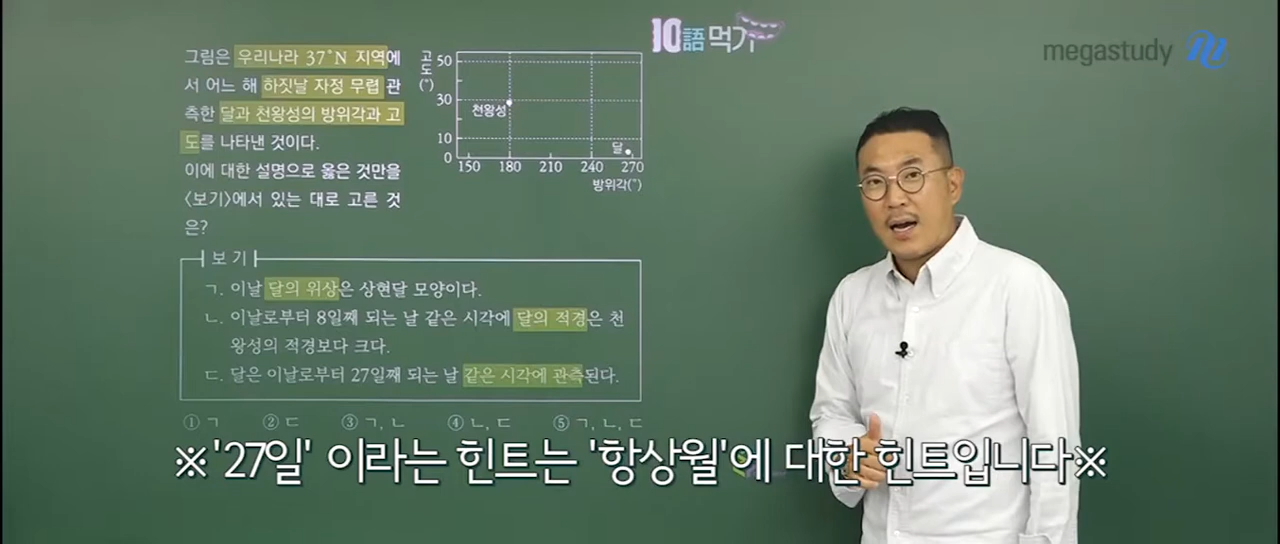 10語먹기
megastudy
그림은 우리나라 37°N 지역에
서 어느 해 하짓날 자정 무렵 관
측한 달과 천왕성의 방위각과 고
도를 나타낸 것이다.
이에 대한 설명으로 옳은 것만을
〈보기〉에서 있는 대로 고른 것
은?
고도(°)
50
30
10
0
천왕성
달
150 180 210 240 270
방위각(°)
보 기
ㄱ. 이날 달의 위상은 상현달 모양이다.
ㄴ. 이날로부터 8일째 되는 날 같은 시각에 달의 적경은 천
왕성의 적경보다 크다.
ㄷ. 달은 이날로부터 27일째 되는 날 같은 시각에 관측된다.
① ㄱ ② ㄷ ③ ㄱ, ㄴ ④ ㄴ, ㄷ ⑤ ㄱ, ㄴ, ㄷ
※'27일' 이라는 힌트는 '항상월'에 대한 힌트입니다※